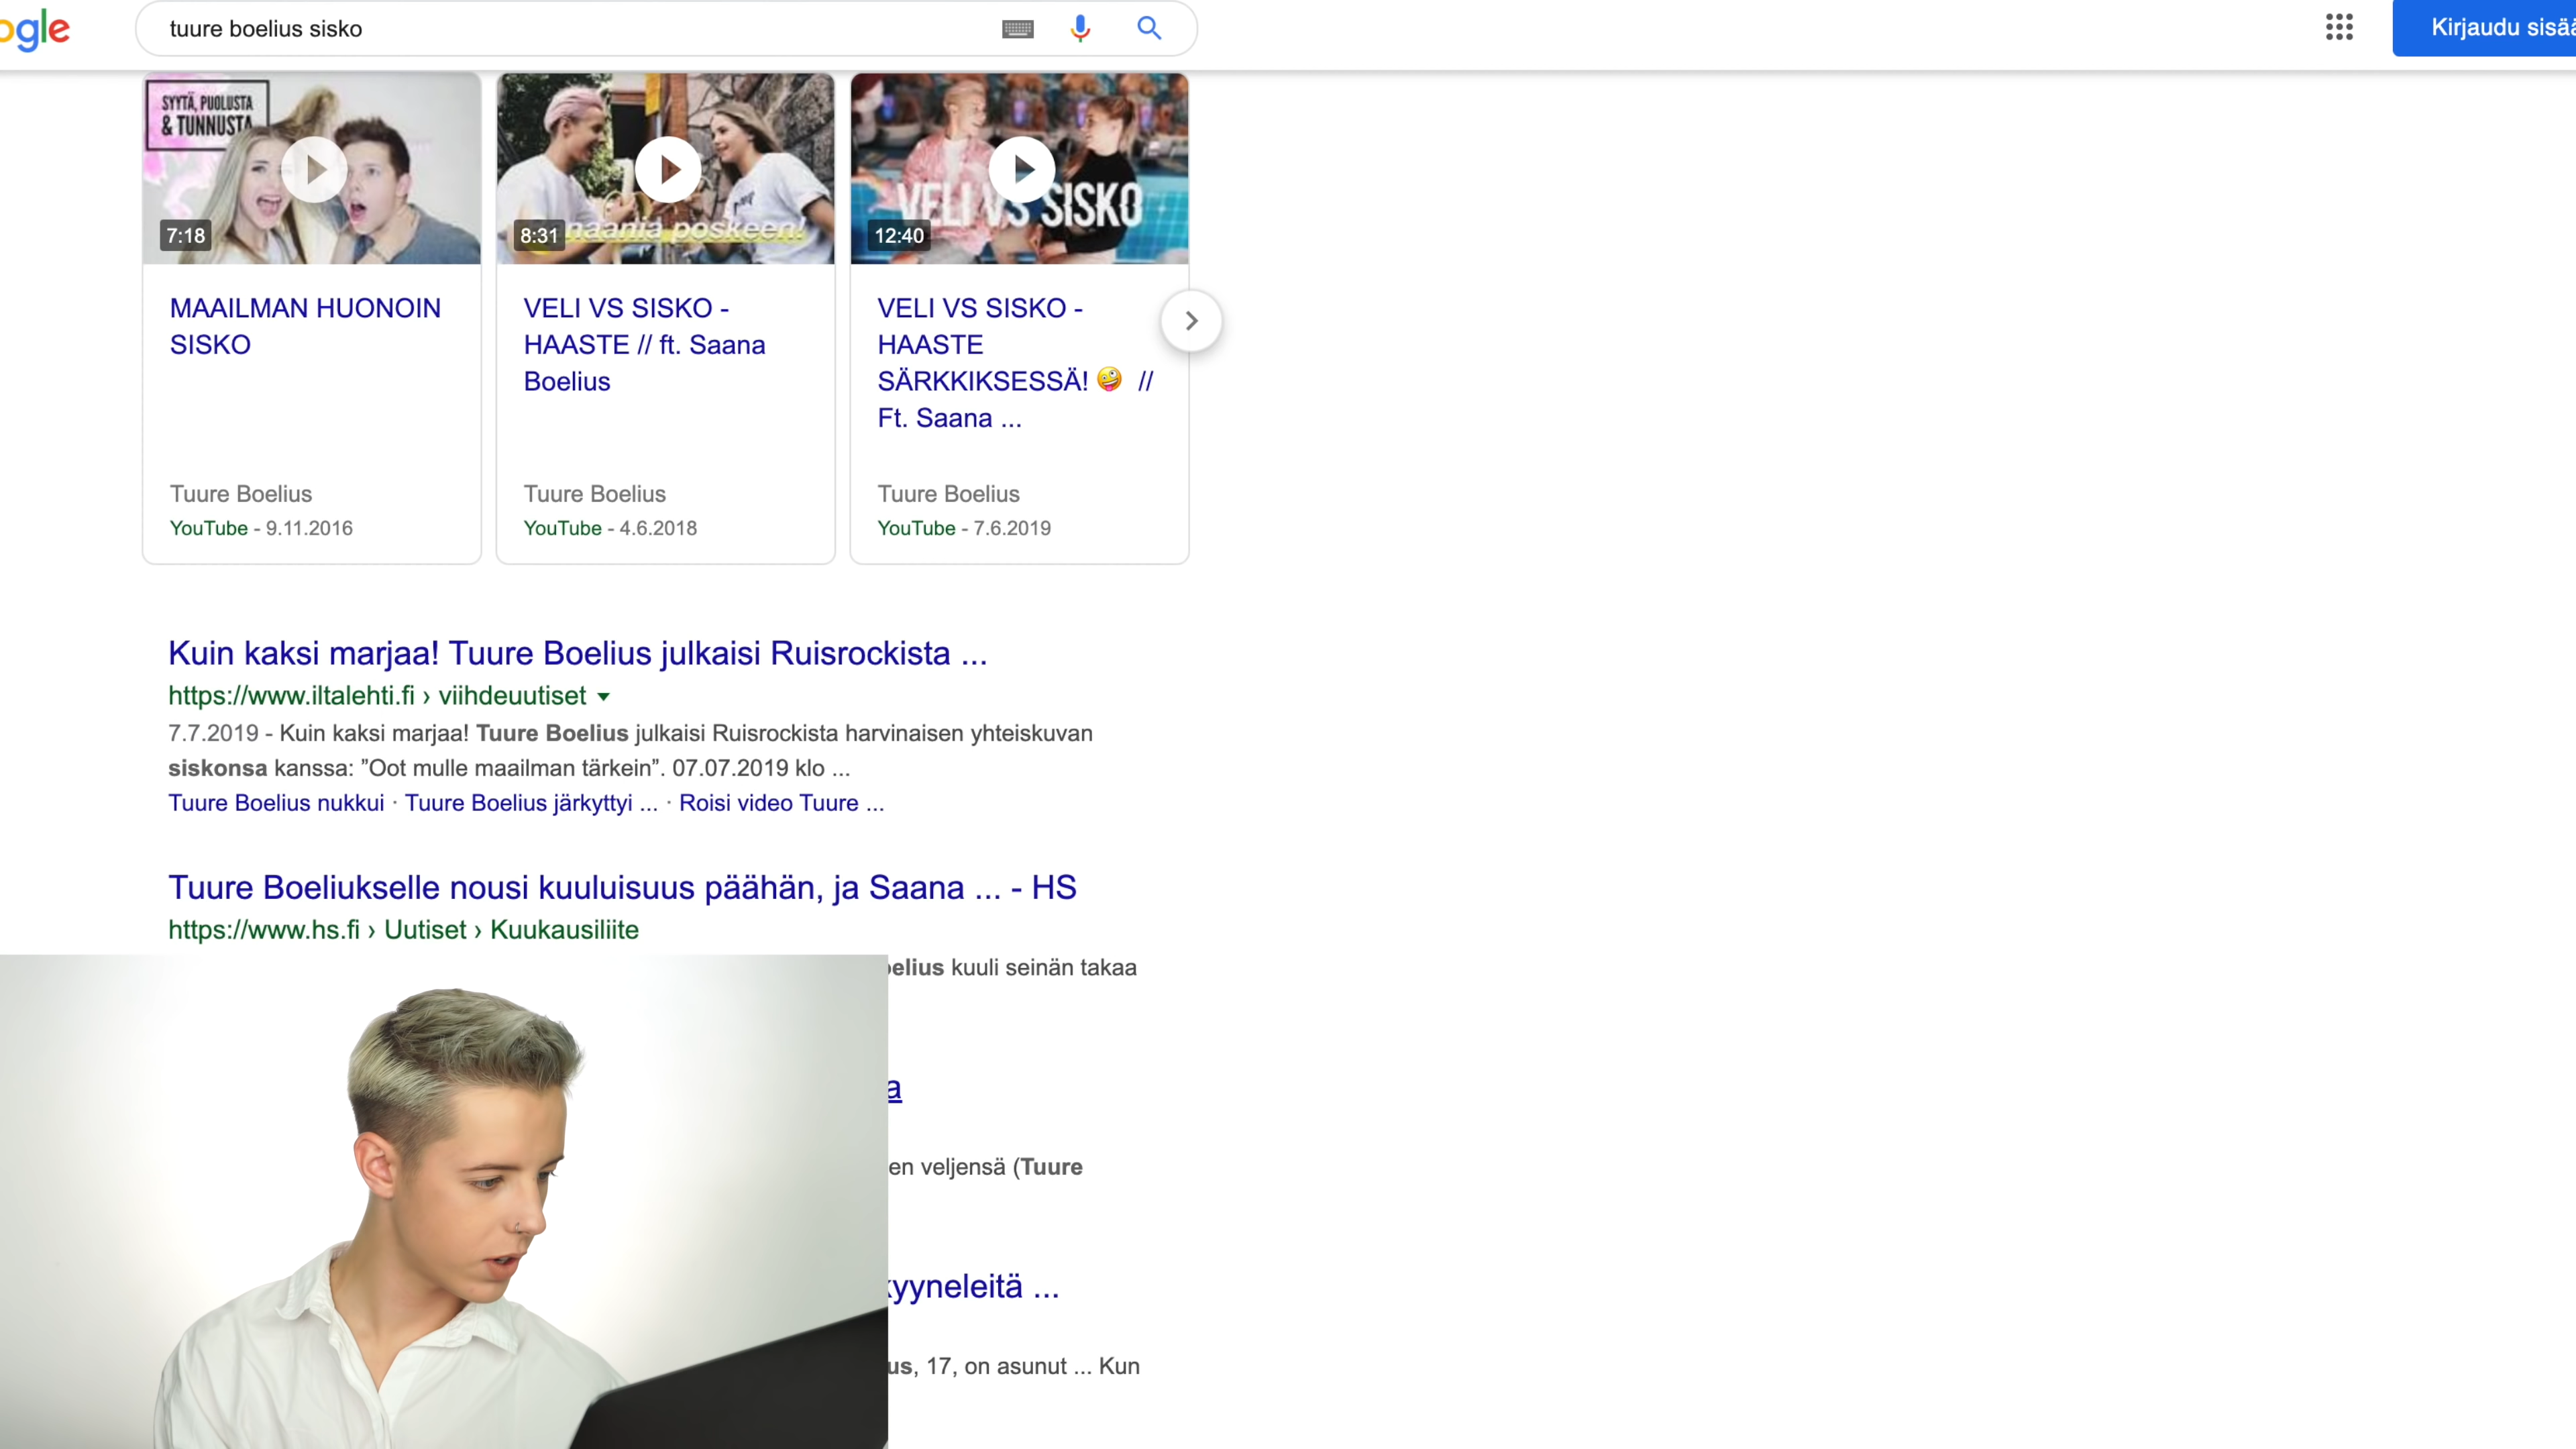 ogle
tuure boelius sisko
Kirjaudu sisää
SYYTÄ, PUOLUSTA
& TUNNUSTA
7:18
8:31
naania poskeen!
VELI VS SISKO
12:40
MAAILMAN HUONOIN
SISKO
VELI VS SISKO -
HAASTE // ft. Saana
Boelius
VELI VS SISKO -
HAASTE
SÄRKKIKSESSÄ! 🤪 //
Ft. Saana ...
Tuure Boelius
YouTube - 9.11.2016
Tuure Boelius
YouTube - 4.6.2018
Tuure Boelius
YouTube - 7.6.2019
Kuin kaksi marjaa! Tuure Boelius julkaisi Ruisrockista ...
https://www.iltalehti.fi › viihdeuutiset
7.7.2019 - Kuin kaksi marjaa! Tuure Boelius julkaisi Ruisrockista harvinaisen yhteiskuvan
siskonsa kanssa: ”Oot mulle maailman tärkein”. 07.07.2019 klo ...
Tuure Boelius nukkui · Tuure Boelius järkyttyi ... · Roisi video Tuure ...
Tuure Boeliukselle nousi kuuluisuus päähän, ja Saana ... - HS
https://www.hs.fi › Uutiset › Kuukausiliite
elius kuuli seinän takaa
a
en veljensä (Tuure
kyyneleitä ...
us, 17, on asunut ... Kun